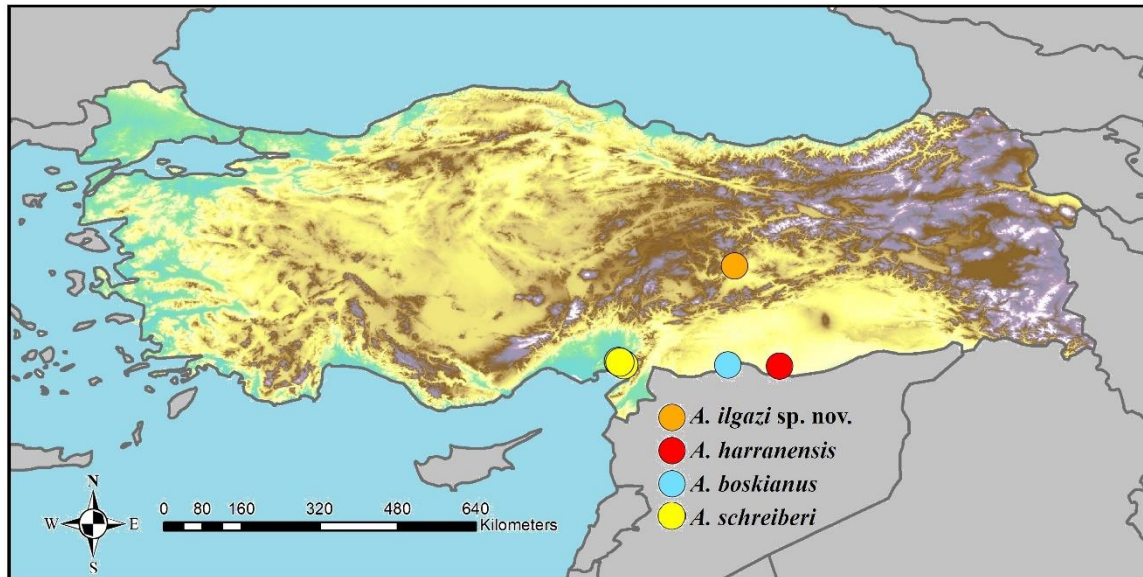 A. ilgazi sp. nov.
A. harranensis
A. boskianus
A. schreiberi
N
W E
S
0 80 160 320 480 640
Kilometers